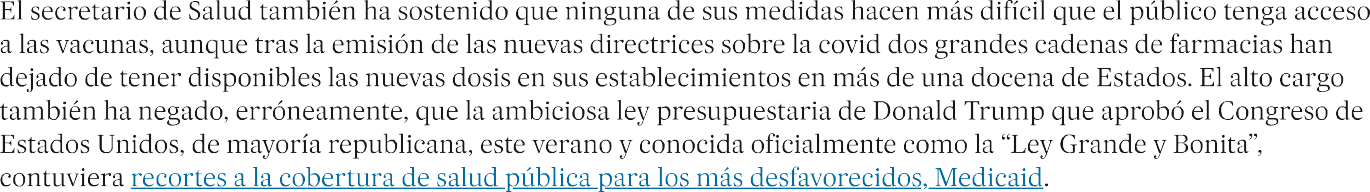 El secretario de Salud también ha sostenido que ninguna de sus medidas hacen más difícil que el público tenga acceso
a las vacunas, aunque tras la emisión de las nuevas directrices sobre la covid dos grandes cadenas de farmacias han
dejado de tener disponibles las nuevas dosis en sus establecimientos en más de una docena de Estados. El alto cargo
también ha negado, erróneamente, que la ambiciosa ley presupuestaria de Donald Trump que aprobó el Congreso de
Estados Unidos, de mayoría republicana, este verano y conocida oficialmente como la “Ley Grande y Bonita”,
contuviera recortes a la cobertura de salud pública para los más desfavorecidos, Medicaid.